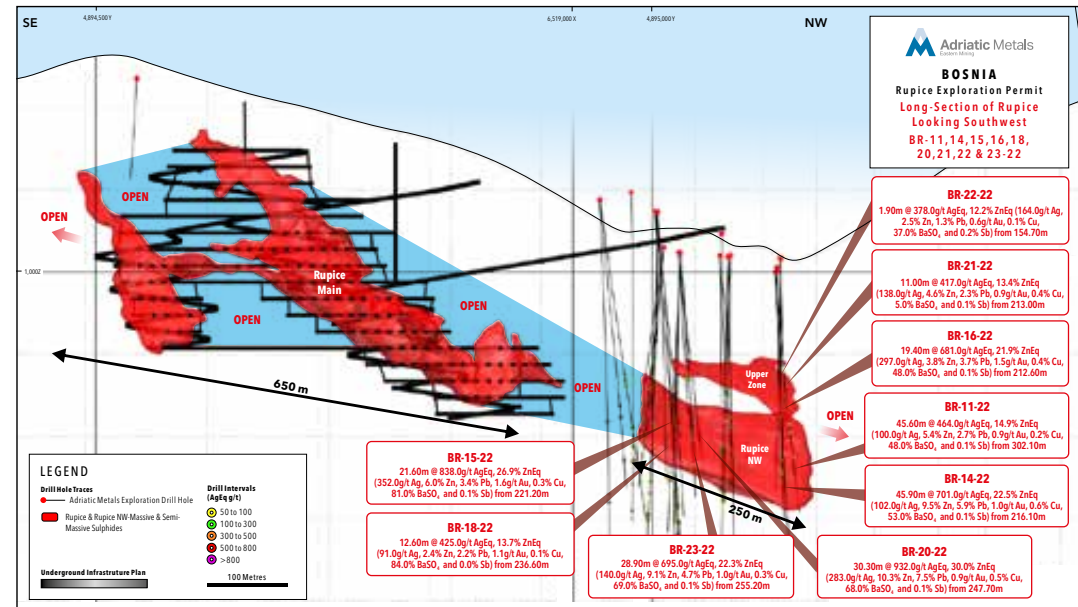 SE
4,894,500Y
6,519,000X
4,895,000Y
NW
Adriatic Metals
Eastern Mining
BOSNIA
Rupice Exploration Permit
Long-Section of Rupice
Looking Southwest
BR-11,14,15,16,18,
20,21,22 & 23-22
OPEN
OPEN
1,000Z
Rupice
Main
OPEN
OPEN
OPEN
650 m
Upper
Zone
Rupice
NW
OPEN
250 m
BR-22-22
1.90m @ 378.0g/t AgEq, 12.2% ZnEq (164.0g/t Ag,
2.5% Zn, 1.3% Pb, 0.6g/t Au, 0.1% Cu,
37.0% BaSO₄ and 0.2% Sb) from 154.70m
BR-21-22
11.00m @ 417.0g/t AgEq, 13.4% ZnEq
(138.0g/t Ag, 4.6% Zn, 2.3% Pb, 0.9g/t Au, 0.4% Cu,
5.0% BaSO₄ and 0.1% Sb) from 213.00m
BR-16-22
19.40m @ 681.0g/t AgEq, 21.9% ZnEq
(297.0g/t Ag, 3.8% Zn, 3.7% Pb, 1.5g/t Au, 0.4% Cu,
48.0% BaSO₄ and 0.1% Sb) from 212.60m
BR-11-22
45.60m @ 464.0g/t AgEq, 14.9% ZnEq
(100.0g/t Ag, 5.4% Zn, 2.7% Pb, 0.9g/t Au, 0.2% Cu,
48.0% BaSO₄ and 0.1% Sb) from 302.10m
BR-14-22
45.90m @ 701.0g/t AgEq, 22.5% ZnEq
(102.0g/t Ag, 9.5% Zn, 5.9% Pb, 1.0g/t Au, 0.6% Cu,
53.0% BaSO₄ and 0.1% Sb) from 216.10m
BR-15-22
21.60m @ 838.0g/t AgEq, 26.9% ZnEq
(352.0g/t Ag, 6.0% Zn, 3.4% Pb, 1.6g/t Au, 0.3% Cu,
81.0% BaSO₄ and 0.1% Sb) from 221.20m
BR-18-22
12.60m @ 425.0g/t AgEq, 13.7% ZnEq
(91.0g/t Ag, 2.4% Zn, 2.2% Pb, 1.1g/t Au, 0.1% Cu,
84.0% BaSO₄ and 0.0% Sb) from 236.60m
BR-23-22
28.90m @ 695.0g/t AgEq, 22.3% ZnEq
(140.0g/t Ag, 9.1% Zn, 4.7% Pb, 1.0g/t Au, 0.3% Cu,
69.0% BaSO₄ and 0.1% Sb) from 255.20m
BR-20-22
30.30m @ 932.0g/t AgEq, 30.0% ZnEq
(283.0g/t Ag, 10.3% Zn, 7.5% Pb, 0.9g/t Au, 0.5% Cu,
68.0% BaSO₄ and 0.1% Sb) from 247.70m
LEGEND
Drill Hole Traces
Adriatic Metals Exploration Drill Hole
Rupice & Rupice NW-Massive & Semi-
Massive Sulphides
Drill Intervals
(AgEq g/t)
50 to 100
100 to 300
300 to 500
500 to 800
>800
Underground Infrastruture Plan
100 Metres